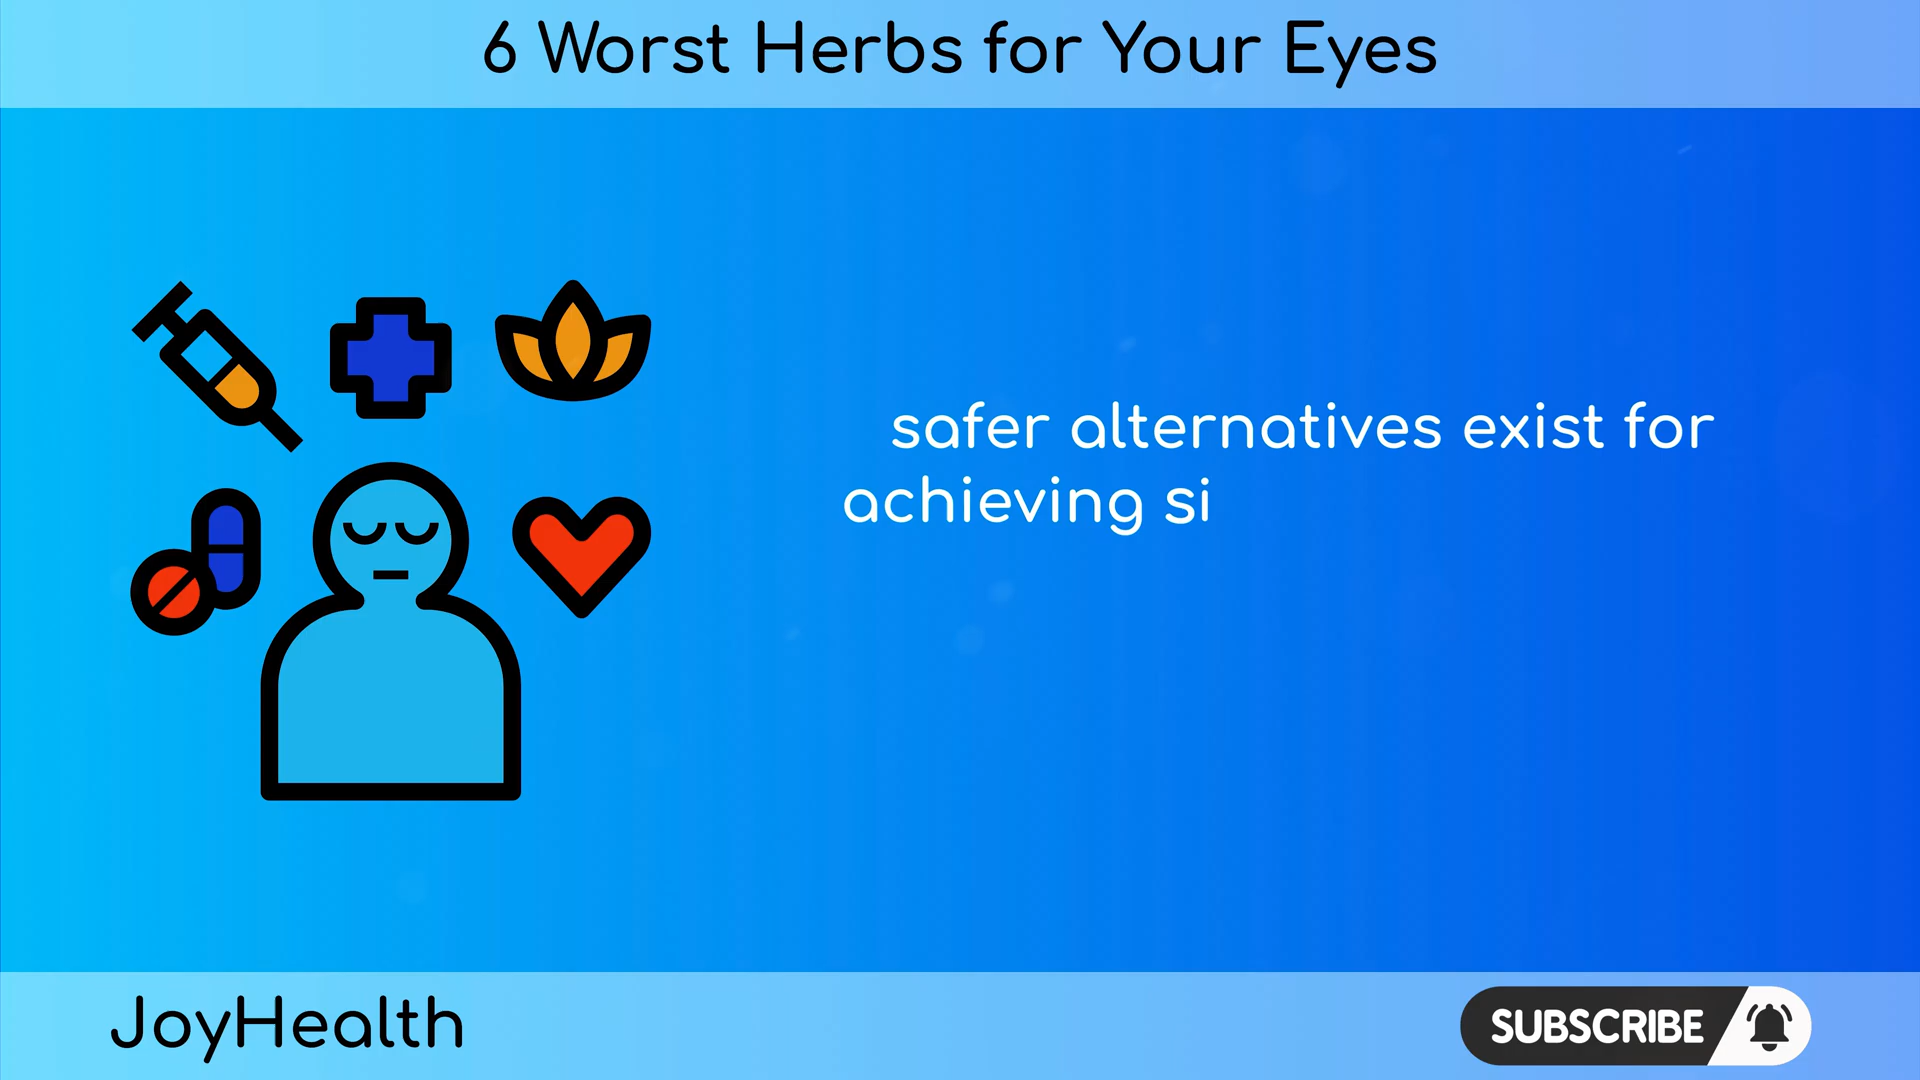 6 Worst Herbs for Your Eyes
safer alternatives exist for
achieving si
JoyHealth
SUBSCRIBE